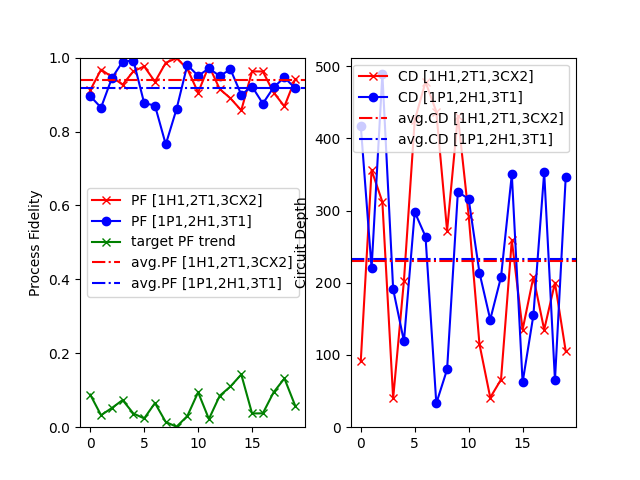 1.0
0.8
0.6
0.4
0.2
0.0
Process Fidelity
PF [1H1,2T1,3CX2]
PF [1P1,2H1,3T1]
target PF trend
avg.PF [1H1,2T1,3CX2]
avg.PF [1P1,2H1,3T1]
0 5 10 15
500
400
300
200
100
0
Circuit Depth
CD [1H1,2T1,3CX2]
CD [1P1,2H1,3T1]
avg.CD [1H1,2T1,3CX2]
avg.CD [1P1,2H1,3T1]
0 5 10 15